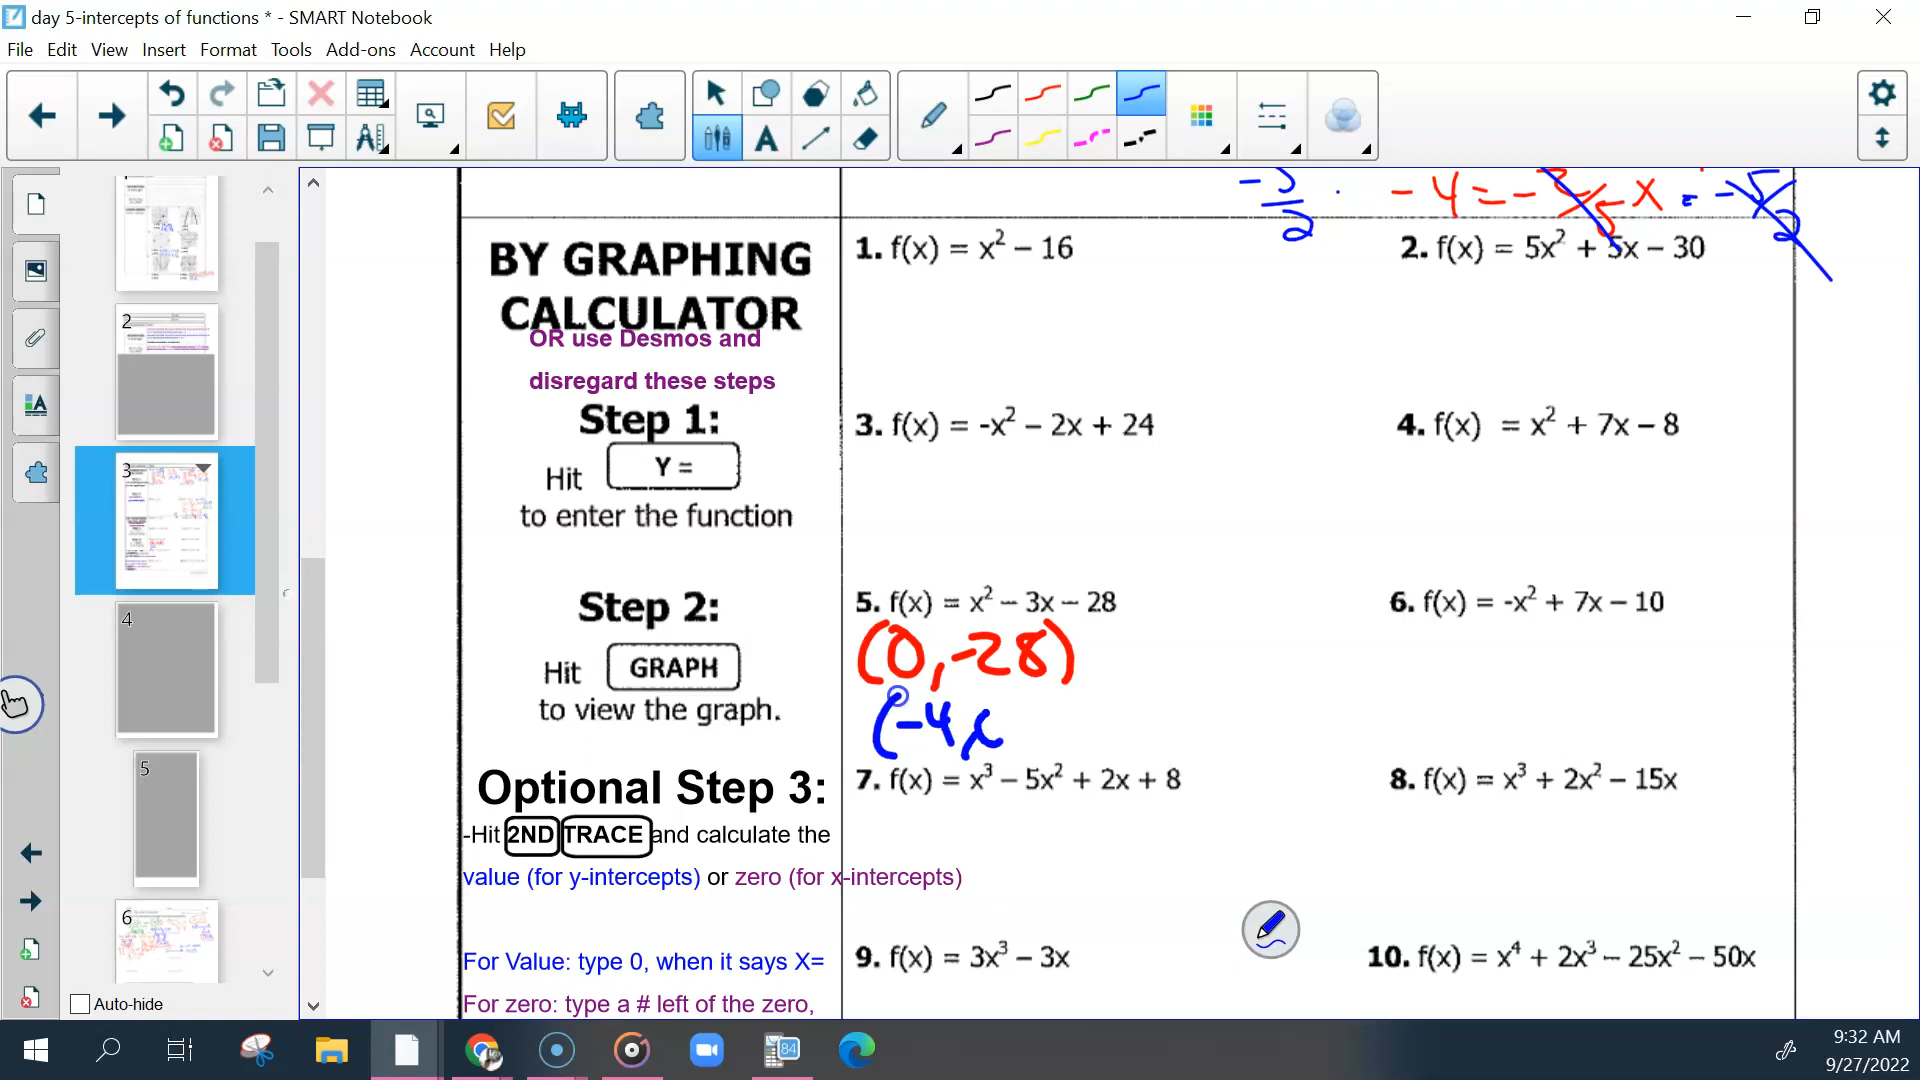 day 5-intercepts of functions * - SMART Notebook
File Edit View Insert Format Tools Add-ons Account Help
2
3
4
5
6
Auto-hide
BY GRAPHING
CALCULATOR
OR use Desmos and
disregard these steps
Step 1:
Hit Y =
to enter the function
Step 2:
Hit GRAPH
to view the graph.
Optional Step 3:
-Hit 2ND TRACE and calculate the
value (for y-intercepts) or zero (for x-intercepts)
For Value: type 0, when it says X=
For zero: type a # left of the zero,
1. f(x) = x² – 16
2. f(x) = 5x² + 5x – 30
3. f(x) = -x² – 2x + 24
4. f(x) = x² + 7x – 8
5. f(x) = x² – 3x – 28
(0, -28)
(-4,
6. f(x) = -x² + 7x – 10
7. f(x) = x³ – 5x² + 2x + 8
8. f(x) = x³ + 2x² – 15x
9. f(x) = 3x³ – 3x
10. f(x) = x⁴ + 2x³ – 25x² – 50x
84
9:32 AM
9/27/2022